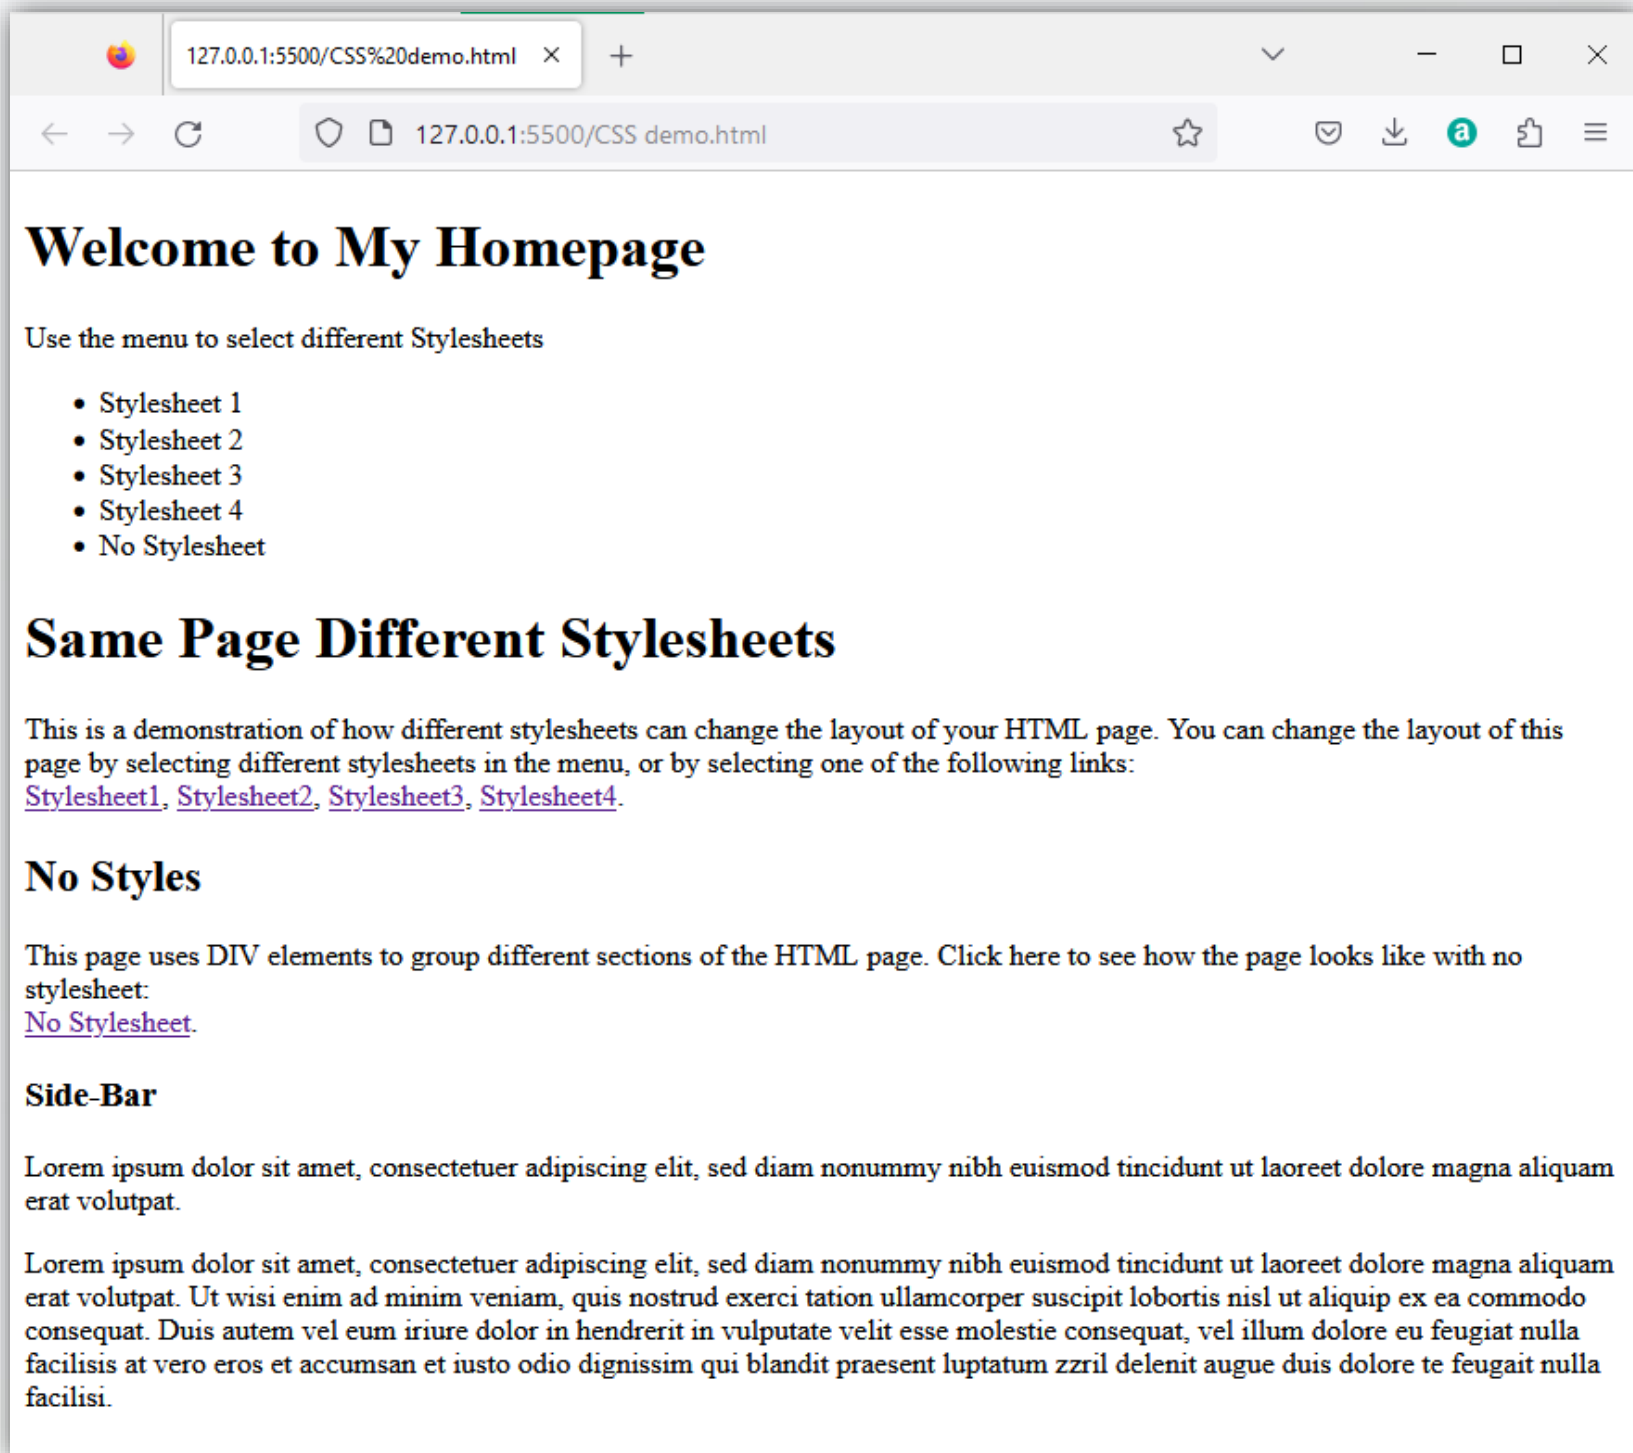 127.0.0.1:5500/CSS%20demo.html
127.0.0.1:5500/CSS demo.html
a
Welcome to My Homepage
Use the menu to select different Stylesheets
• Stylesheet 1
• Stylesheet 2
• Stylesheet 3
• Stylesheet 4
• No Stylesheet
Same Page Different Stylesheets
This is a demonstration of how different stylesheets can change the layout of your HTML page. You can change the layout of this
page by selecting different stylesheets in the menu, or by selecting one of the following links:
Stylesheet1, Stylesheet2, Stylesheet3, Stylesheet4.
No Styles
This page uses DIV elements to group different sections of the HTML page. Click here to see how the page looks like with no
stylesheet:
No Stylesheet.
Side-Bar
Lorem ipsum dolor sit amet, consectetuer adipiscing elit, sed diam nonummy nibh euismod tincidunt ut laoreet dolore magna aliquam
erat volutpat.
Lorem ipsum dolor sit amet, consectetuer adipiscing elit, sed diam nonummy nibh euismod tincidunt ut laoreet dolore magna aliquam
erat volutpat. Ut wisi enim ad minim veniam, quis nostrud exerci tation ullamcorper suscipit lobortis nisl ut aliquip ex ea commodo
consequat. Duis autem vel eum iriure dolor in hendrerit in vulputate velit esse molestie consequat, vel illum dolore eu feugiat nulla
facilisis at vero eros et accumsan et iusto odio dignissim qui blandit praesent luptatum zzril delenit augue duis dolore te feugait nulla
facilisi.